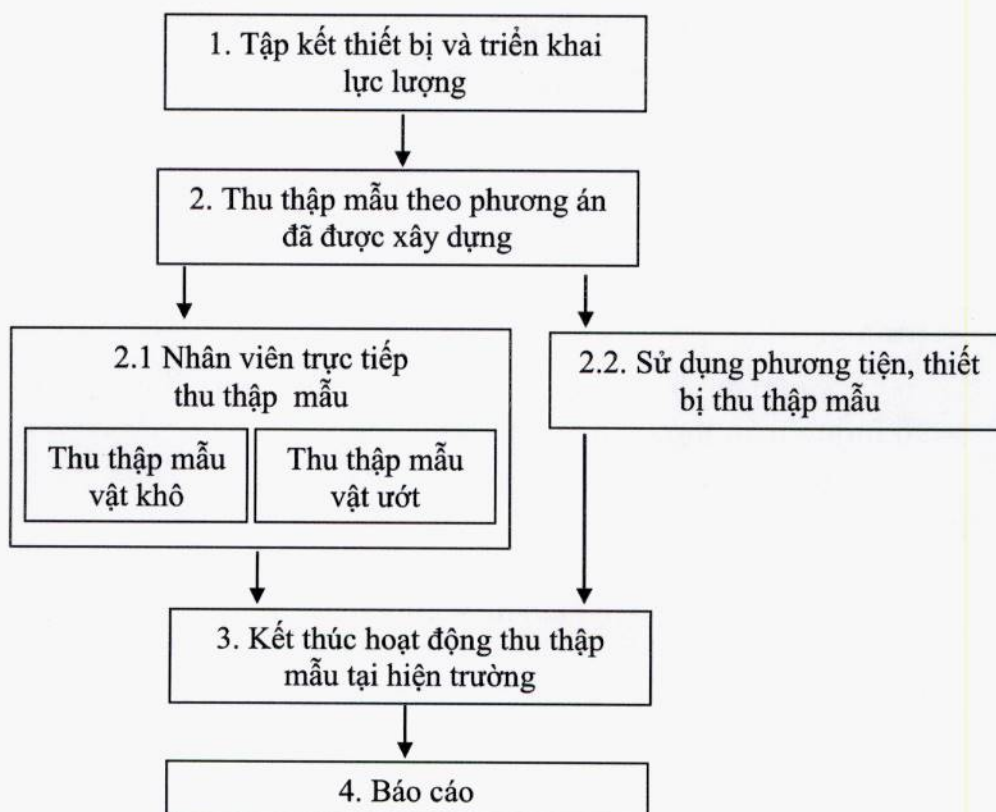 1. Tập kết thiết bị và triển khai
lực lượng
2. Thu thập mẫu theo phương án
đã được xây dựng
2.1 Nhân viên trực tiếp
thu thập mẫu
Thu thập mẫu
vật khô
Thu thập mẫu
vật ướt
2.2. Sử dụng phương tiện, thiết
bị thu thập mẫu
3. Kết thúc hoạt động thu thập
mẫu tại hiện trường
4. Báo cáo